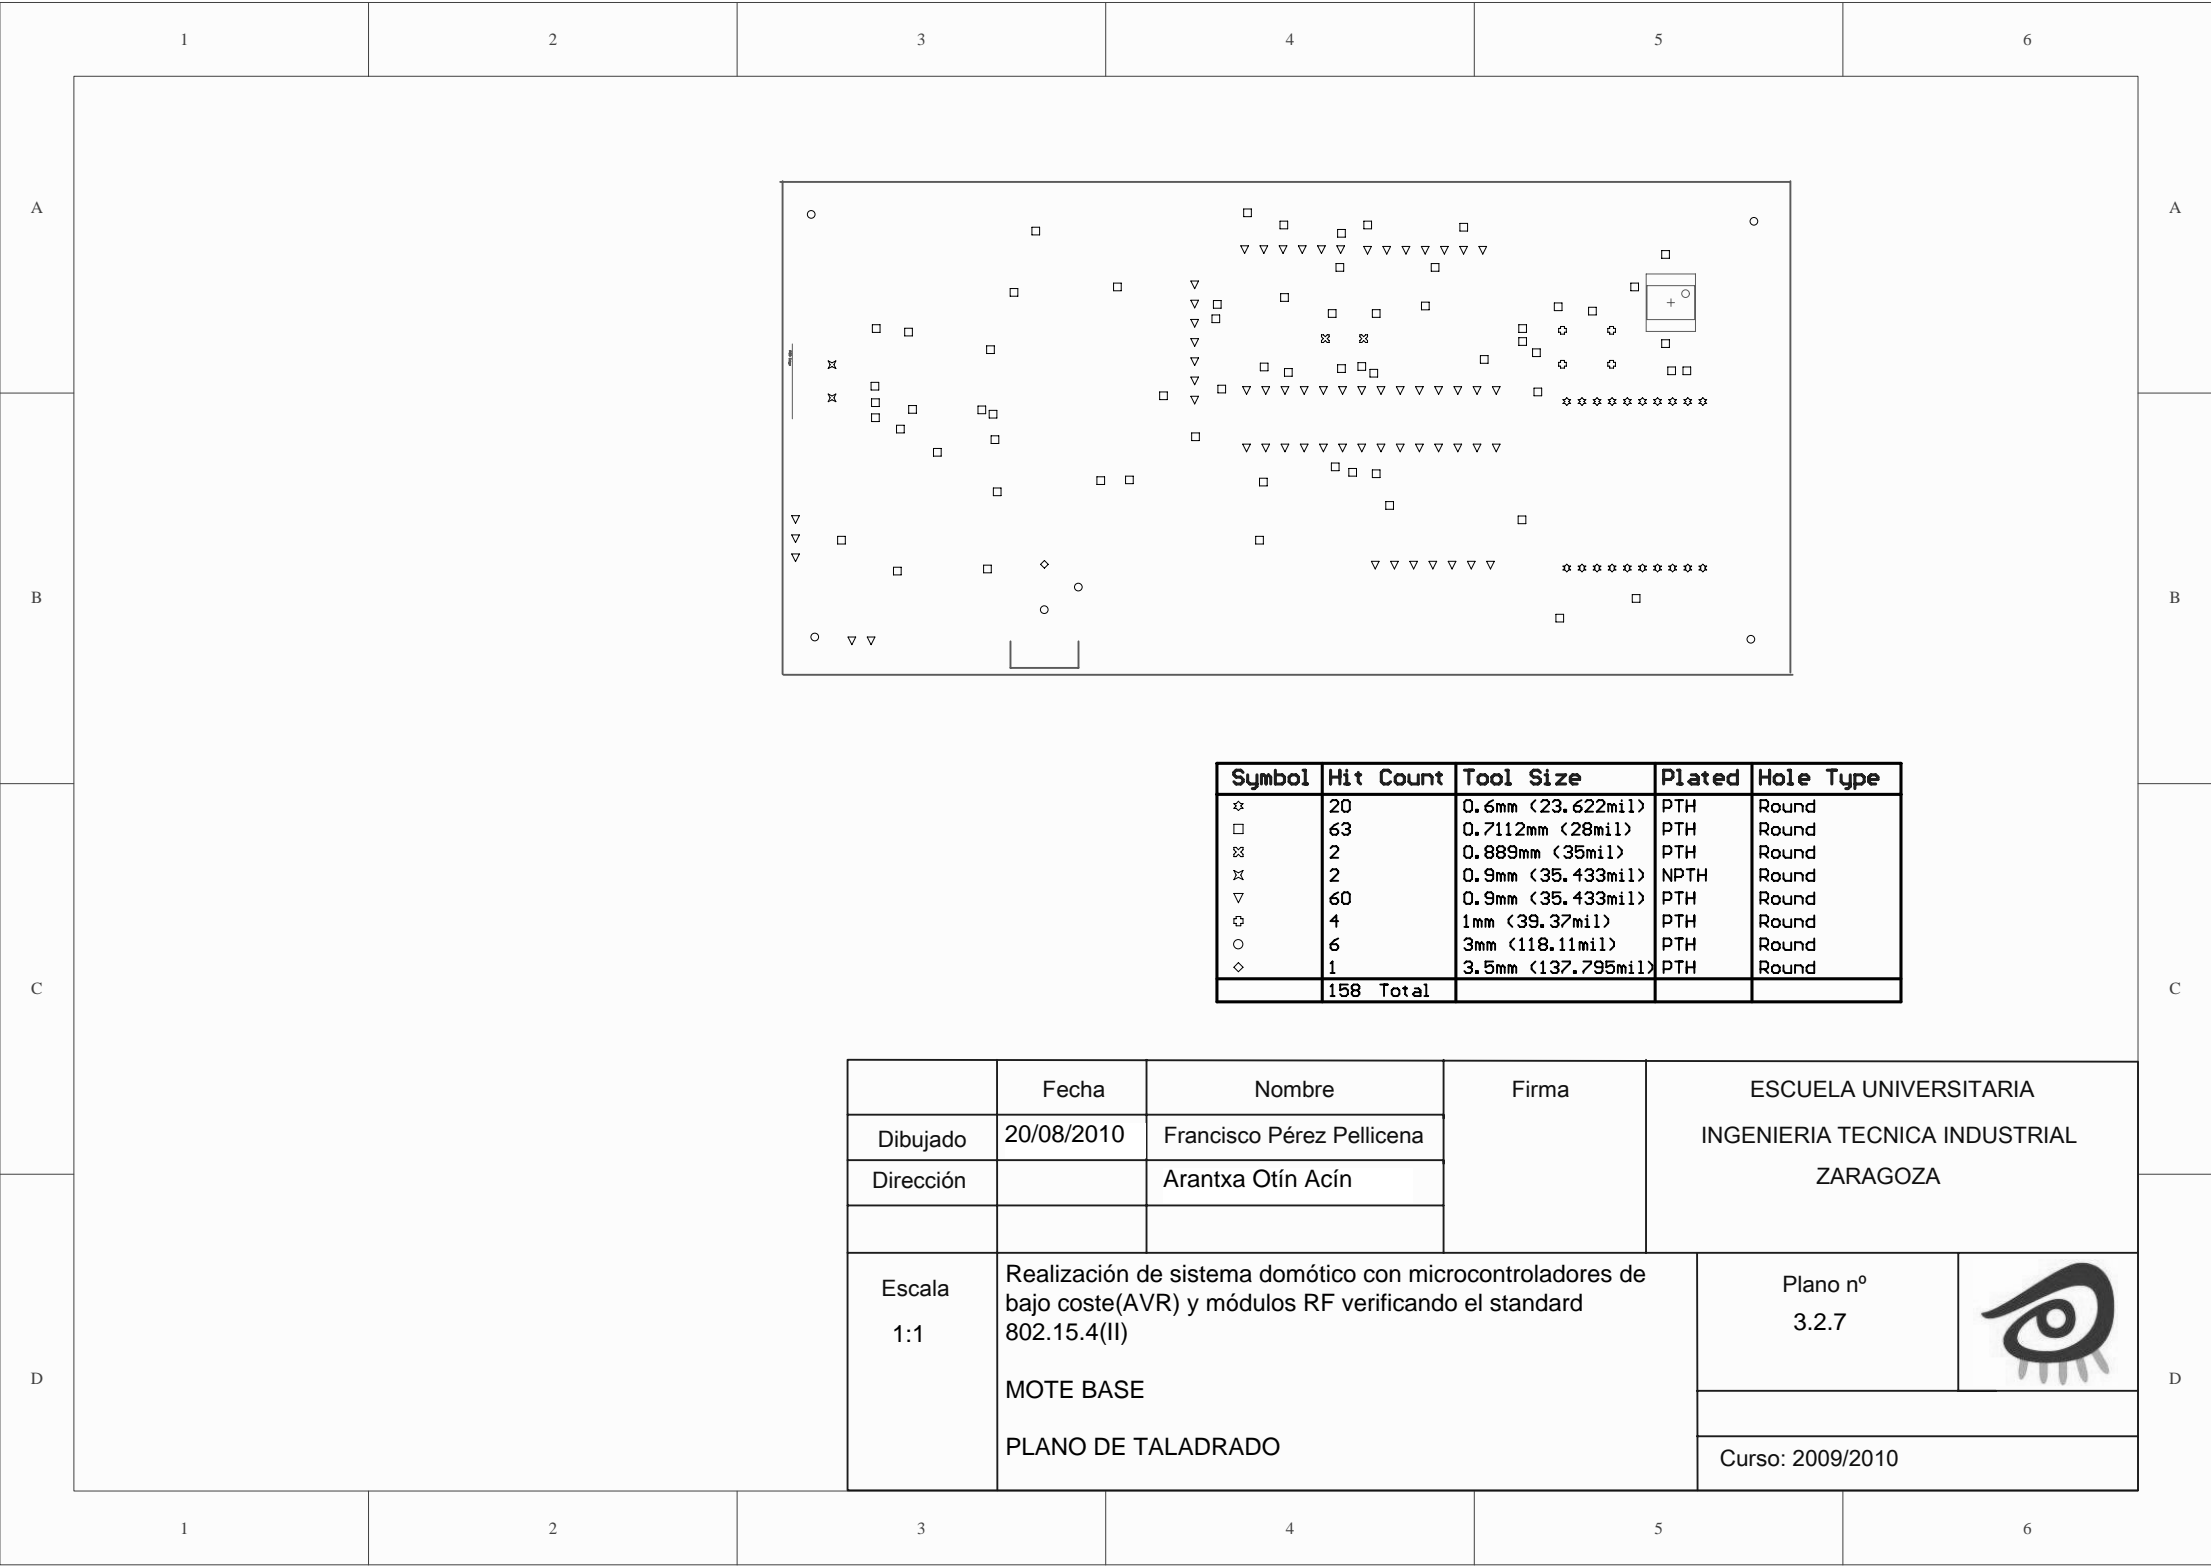 1 2 3 4 5 6
A A
B B
Symbol Hit Count Tool Size Plated Hole Type
20 0.6mm (23.622mil) PTH Round
63 0.7112mm (28mil) PTH Round
2 0.889mm (35mil) PTH Round
2 0.9mm (35.433mil) NPTH Round
60 0.9mm (35.433mil) PTH Round
4 1mm (39.37mil) PTH Round
6 3mm (118.11mil) PTH Round
1 3.5mm (137.795mil) PTH Round
158 Total
C C
Fecha Nombre Firma
Dibujado 20/08/2010 Francisco Pérez Pellicena
Dirección Arantxa Otín Acín
ESCUELA UNIVERSITARIA
INGENIERIA TECNICA INDUSTRIAL
ZARAGOZA
Escala
1:1
Realización de sistema domótico con microcontroladores de
bajo coste(AVR) y módulos RF verificando el standard
802.15.4(II)
MOTE BASE
PLANO DE TALADRADO
Plano nº
3.2.7
Curso: 2009/2010
D D
1 2 3 4 5 6